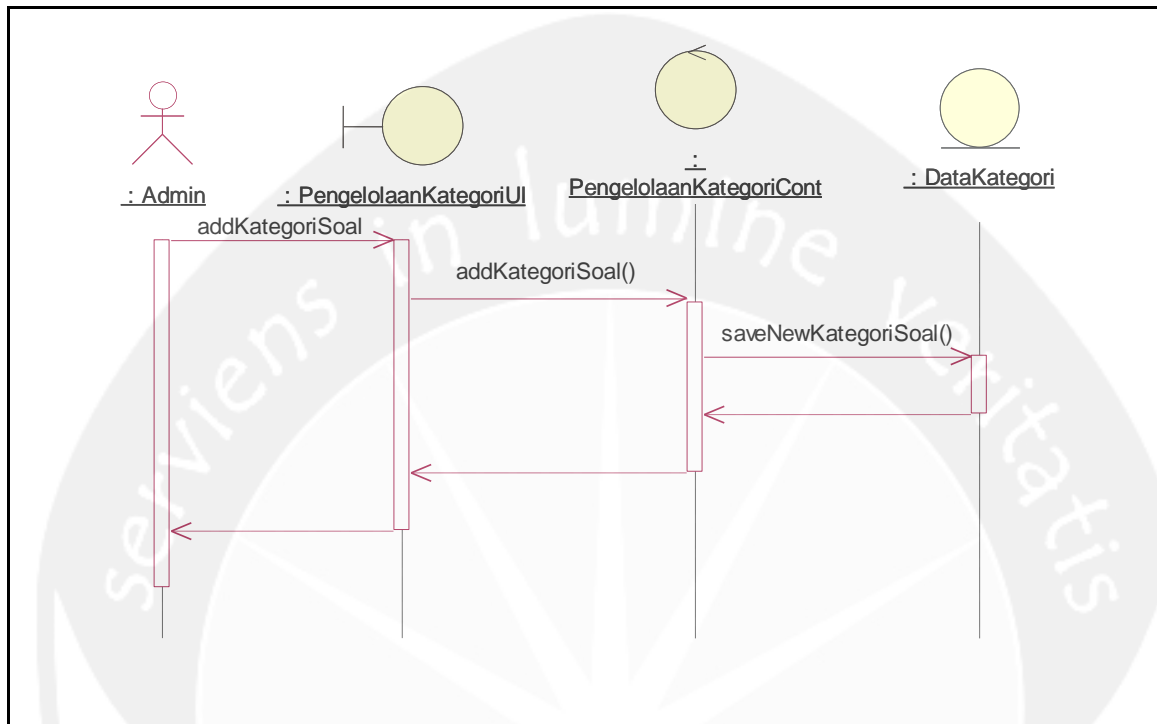 : Admin
: PengelolaanKategoriUI
:
PengelolaanKategoriCont
: DataKategori
addKategoriSoal
addKategoriSoal()
saveNewKategoriSoal()
serviens in lumine veritatis